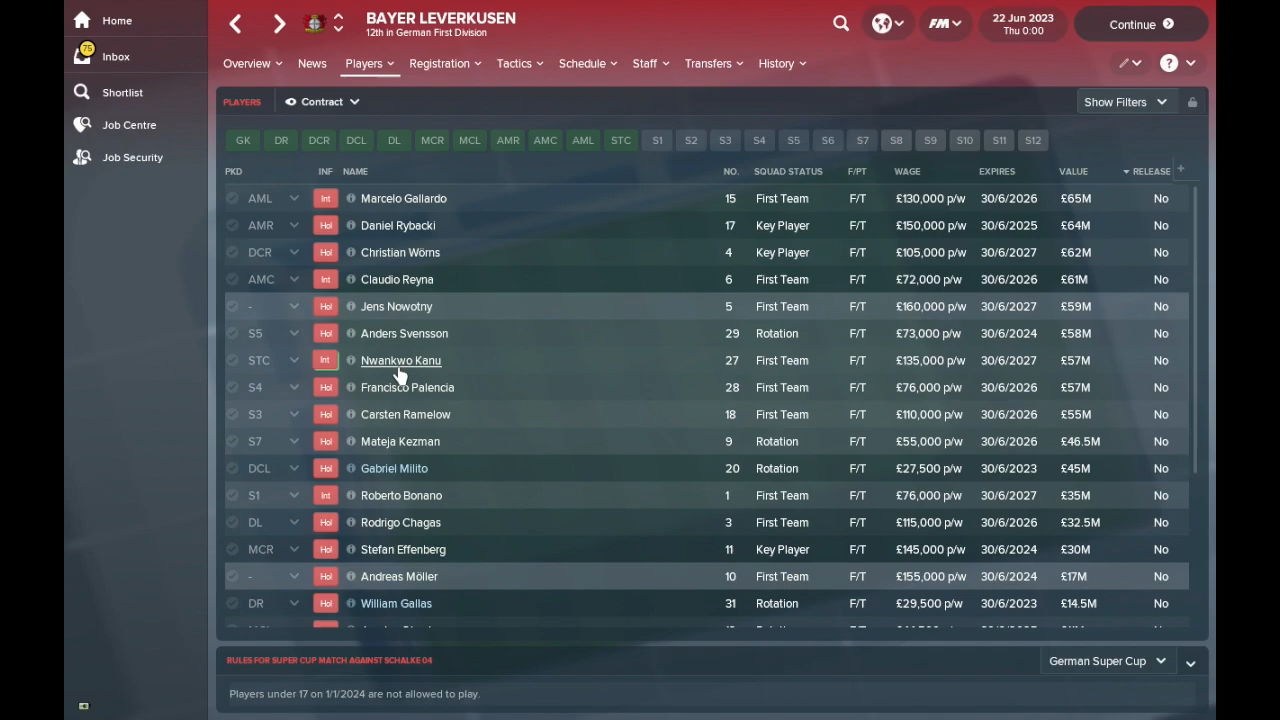 Home
75
Inbox
Shortlist
Job Centre
Job Security
BAYER LEVERKUSEN
12th in German First Division
FM
22 Jun 2023
Thu 0:00
Continue
Overview News Players Registration Tactics Schedule Staff Transfers History ?
PLAYERS Contract Show Filters
GK DR DCR DCL DL MCR MCL AMR AMC AML STC S1 S2 S3 S4 S5 S6 S7 S8 S9 S10 S11 S12
PKD INF NAME NO. SQUAD STATUS F/PT WAGE EXPIRES VALUE RELEASE +
AML Int Marcelo Gallardo 15 First Team F/T £130,000 p/w 30/6/2026 £65M No
AMR Hol Daniel Rybacki 17 Key Player F/T £150,000 p/w 30/6/2025 £64M No
DCR Hol Christian Wörns 4 Key Player F/T £105,000 p/w 30/6/2027 £62M No
AMC Int Claudio Reyna 6 First Team F/T £72,000 p/w 30/6/2026 £61M No
- Hol Jens Nowotny 5 First Team F/T £160,000 p/w 30/6/2027 £59M No
S5 Hol Anders Svensson 29 Rotation F/T £73,000 p/w 30/6/2024 £58M No
STC Int Nwankwo Kanu 27 First Team F/T £135,000 p/w 30/6/2027 £57M No
S4 Hol Francisco Palencia 28 First Team F/T £76,000 p/w 30/6/2026 £57M No
S3 Hol Carsten Ramelow 18 First Team F/T £110,000 p/w 30/6/2026 £55M No
S7 Hol Mateja Kezman 9 Rotation F/T £55,000 p/w 30/6/2026 £46.5M No
DCL Hol Gabriel Milito 20 Rotation F/T £27,500 p/w 30/6/2023 £45M No
S1 Int Roberto Bonano 1 First Team F/T £76,000 p/w 30/6/2027 £35M No
DL Hol Rodrigo Chagas 3 First Team F/T £115,000 p/w 30/6/2026 £32.5M No
MCR Hol Stefan Effenberg 11 Key Player F/T £145,000 p/w 30/6/2024 £30M No
- Hol Andreas Möller 10 First Team F/T £155,000 p/w 30/6/2024 £17M No
DR Hol William Gallas 31 Rotation F/T £29,500 p/w 30/6/2023 £14.5M No
RULES FOR SUPER CUP MATCH AGAINST SCHALKE 04 German Super Cup
Players under 17 on 1/1/2024 are not allowed to play.